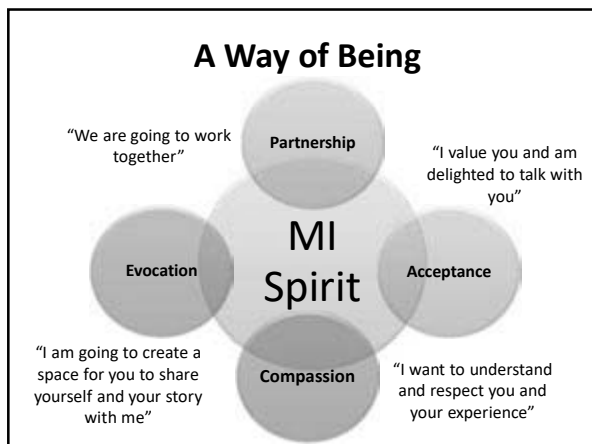 A Way of Being
“We are going to work
together”
Partnership
“I value you and am
delighted to talk with
you”
MI
Spirit
Evocation
Acceptance
“I am going to create a
space for you to share
yourself and your story
with me”
Compassion
“I want to understand
and respect you and
your experience”